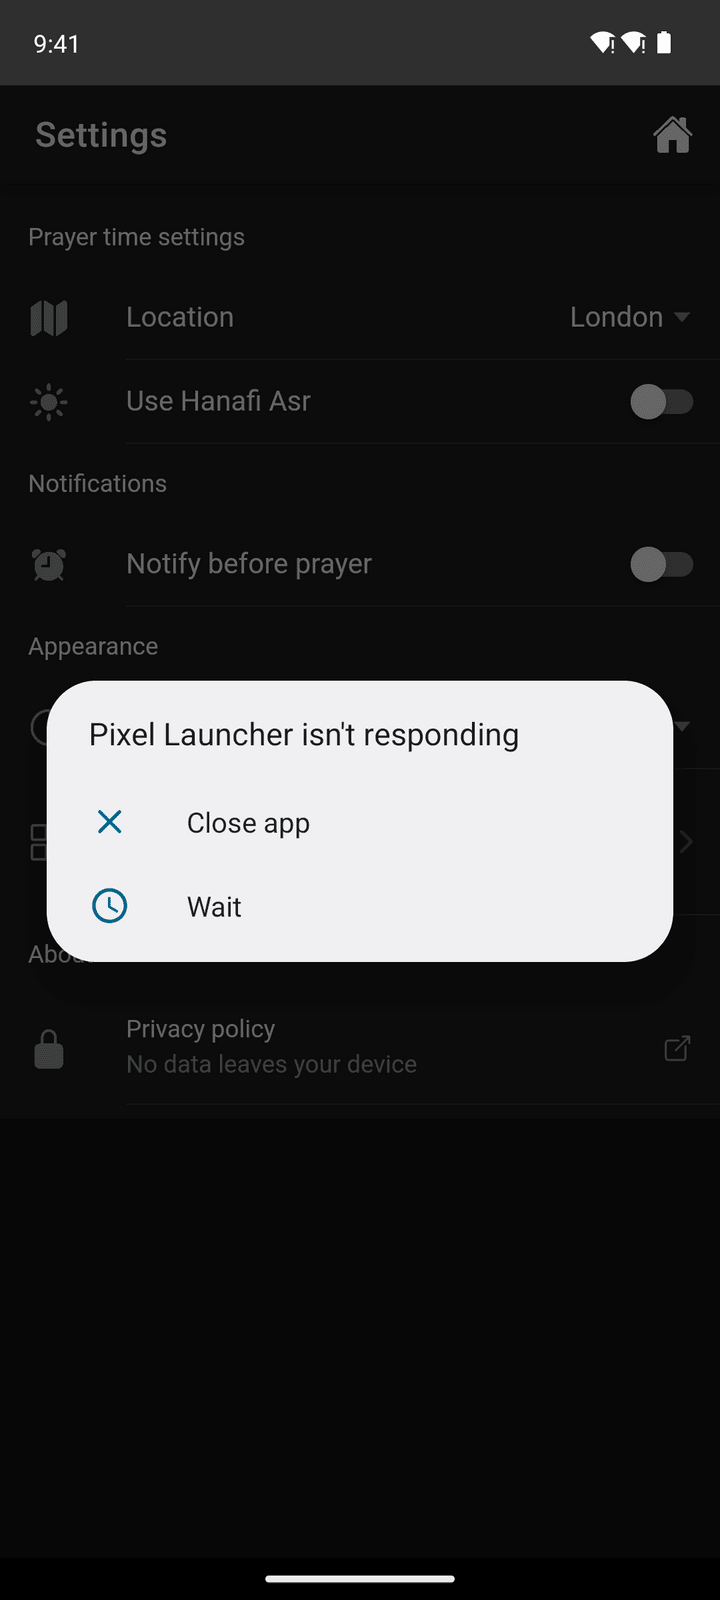 9:41
Settings
Prayer time settings
Location London
Use Hanafi Asr
Notifications
Notify before prayer
Appearance
Pixel Launcher isn't responding
Close app
Wait
Privacy policy
No data leaves your device